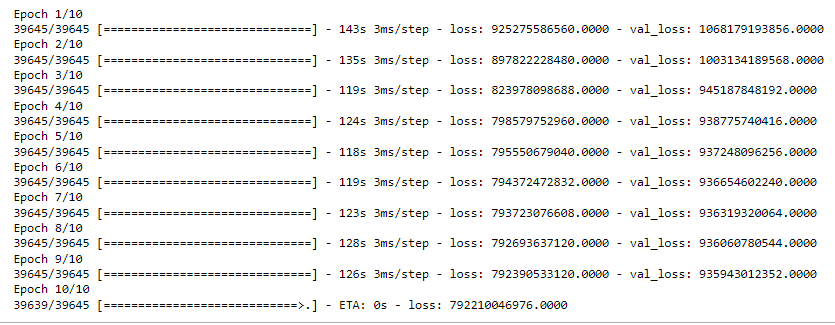 Epoch 1/10
39645/39645 [==============================] - 143s 3ms/step - loss: 925275586560.0000 - val_loss: 1068179193856.0000
Epoch 2/10
39645/39645 [==============================] - 135s 3ms/step - loss: 897822228480.0000 - val_loss: 1003134189568.0000
Epoch 3/10
39645/39645 [==============================] - 119s 3ms/step - loss: 823978098688.0000 - val_loss: 945187848192.0000
Epoch 4/10
39645/39645 [==============================] - 124s 3ms/step - loss: 798579752960.0000 - val_loss: 938775740416.0000
Epoch 5/10
39645/39645 [==============================] - 118s 3ms/step - loss: 795550679040.0000 - val_loss: 937248096256.0000
Epoch 6/10
39645/39645 [==============================] - 119s 3ms/step - loss: 794372472832.0000 - val_loss: 936654602240.0000
Epoch 7/10
39645/39645 [==============================] - 123s 3ms/step - loss: 793723076608.0000 - val_loss: 936319320064.0000
Epoch 8/10
39645/39645 [==============================] - 128s 3ms/step - loss: 792693637120.0000 - val_loss: 936060780544.0000
Epoch 9/10
39645/39645 [==============================] - 126s 3ms/step - loss: 792390533120.0000 - val_loss: 935943012352.0000
Epoch 10/10
39639/39645 [============================>.] - ETA: 0s - loss: 792210046976.0000